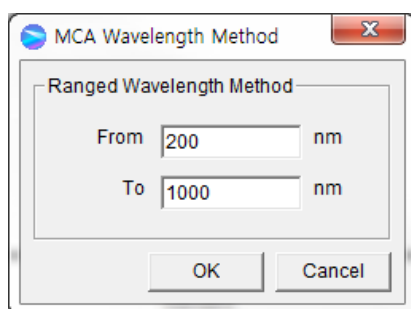 MCA Wavelength Method
x
Ranged Wavelength Method
From 200 nm
To 1000 nm
OK Cancel